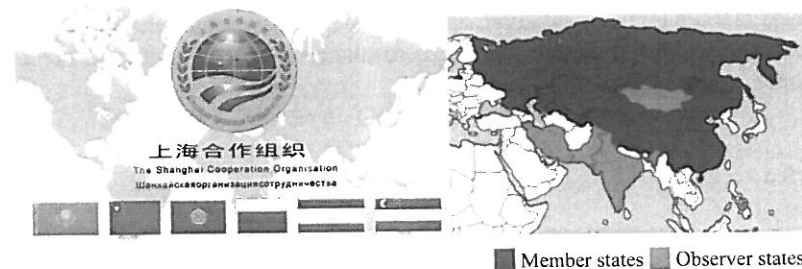 上海合作组织
The Shanghai Cooperation Organisation
Шанхайскаяорганизациясотрудничества
Member states Observer states